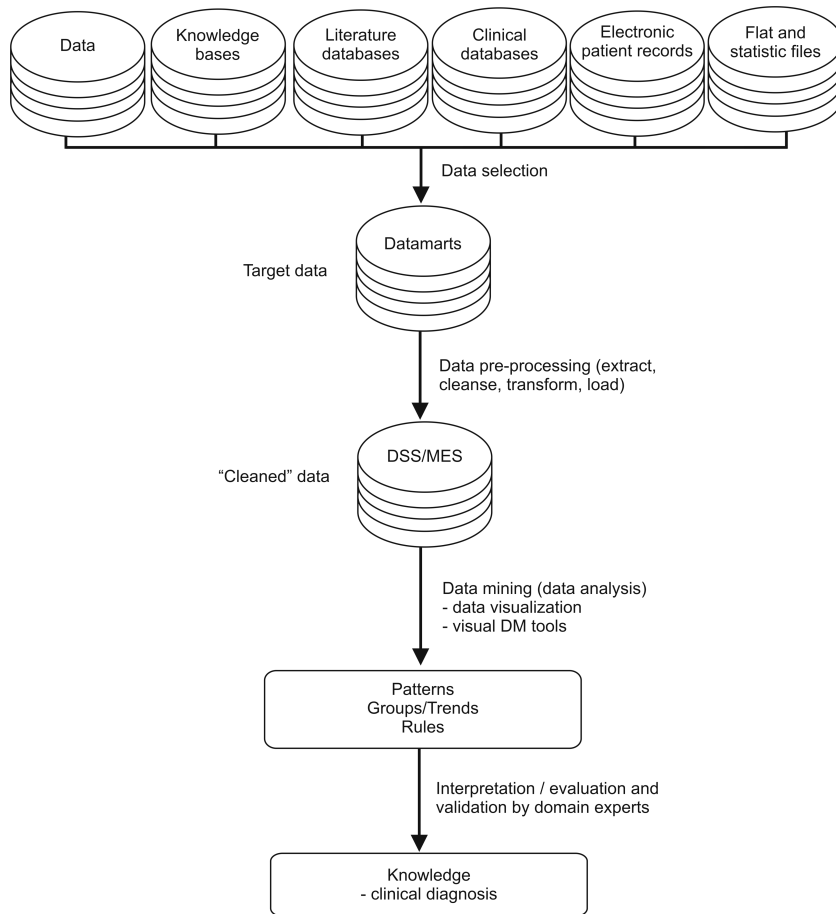 Data
Knowledge
bases
Literature
databases
Clinical
databases
Electronic
patient records
Flat and
statistic files
Data selection
Datamarts
Target data
Data pre-processing (extract,
cleanse, transform, load)
DSS/MES
“Cleaned” data
Data mining (data analysis)
- data visualization
- visual DM tools
Patterns
Groups/Trends
Rules
Interpretation / evaluation and
validation by domain experts
Knowledge
- clinical diagnosis